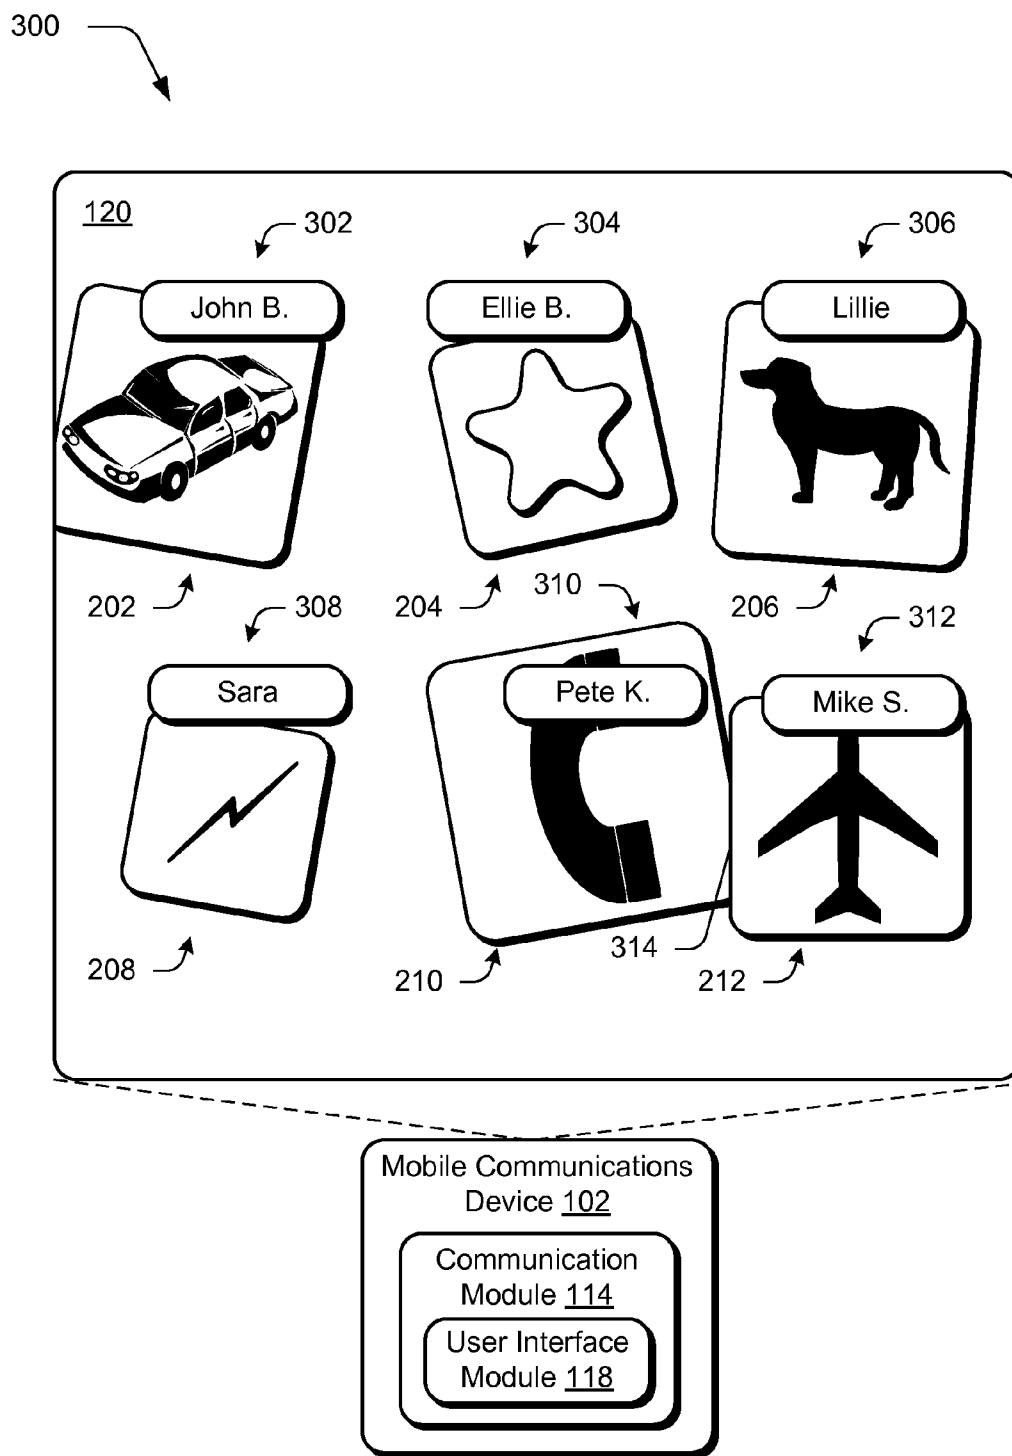 300
120
302
304
306
John B.
Ellie B.
Lillie
202
308
204
310
206
312
Sara
Pete K.
Mike S.
208
210
314
212
Mobile Communications
Device 102
Communication
Module 114
User Interface
Module 118